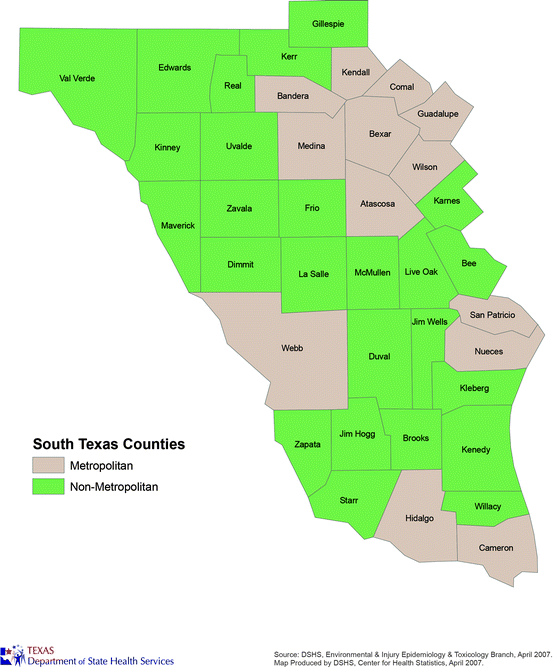 Gillespie
Val Verde
Edwards
Kerr
Real
Kendall
Comal
Bandera
Guadalupe
Kinney
Uvalde
Medina
Bexar
Wilson
Maverick
Zavala
Frio
Atascosa
Karnes
Dimmit
La Salle
McMullen
Live Oak
Bee
Webb
Duval
Jim Wells
San Patricio
Nueces
Kleberg
Zapata
Jim Hogg
Brooks
Kenedy
Starr
Hidalgo
Willacy
Cameron
South Texas Counties
Metropolitan
Non-Metropolitan
TEXAS
Department of State Health Services
Source: DSHS, Environmental & Injury Epidemiology & Toxicology Branch, April 2007.
Map Produced by DSHS, Center for Health Statistics, April 2007.